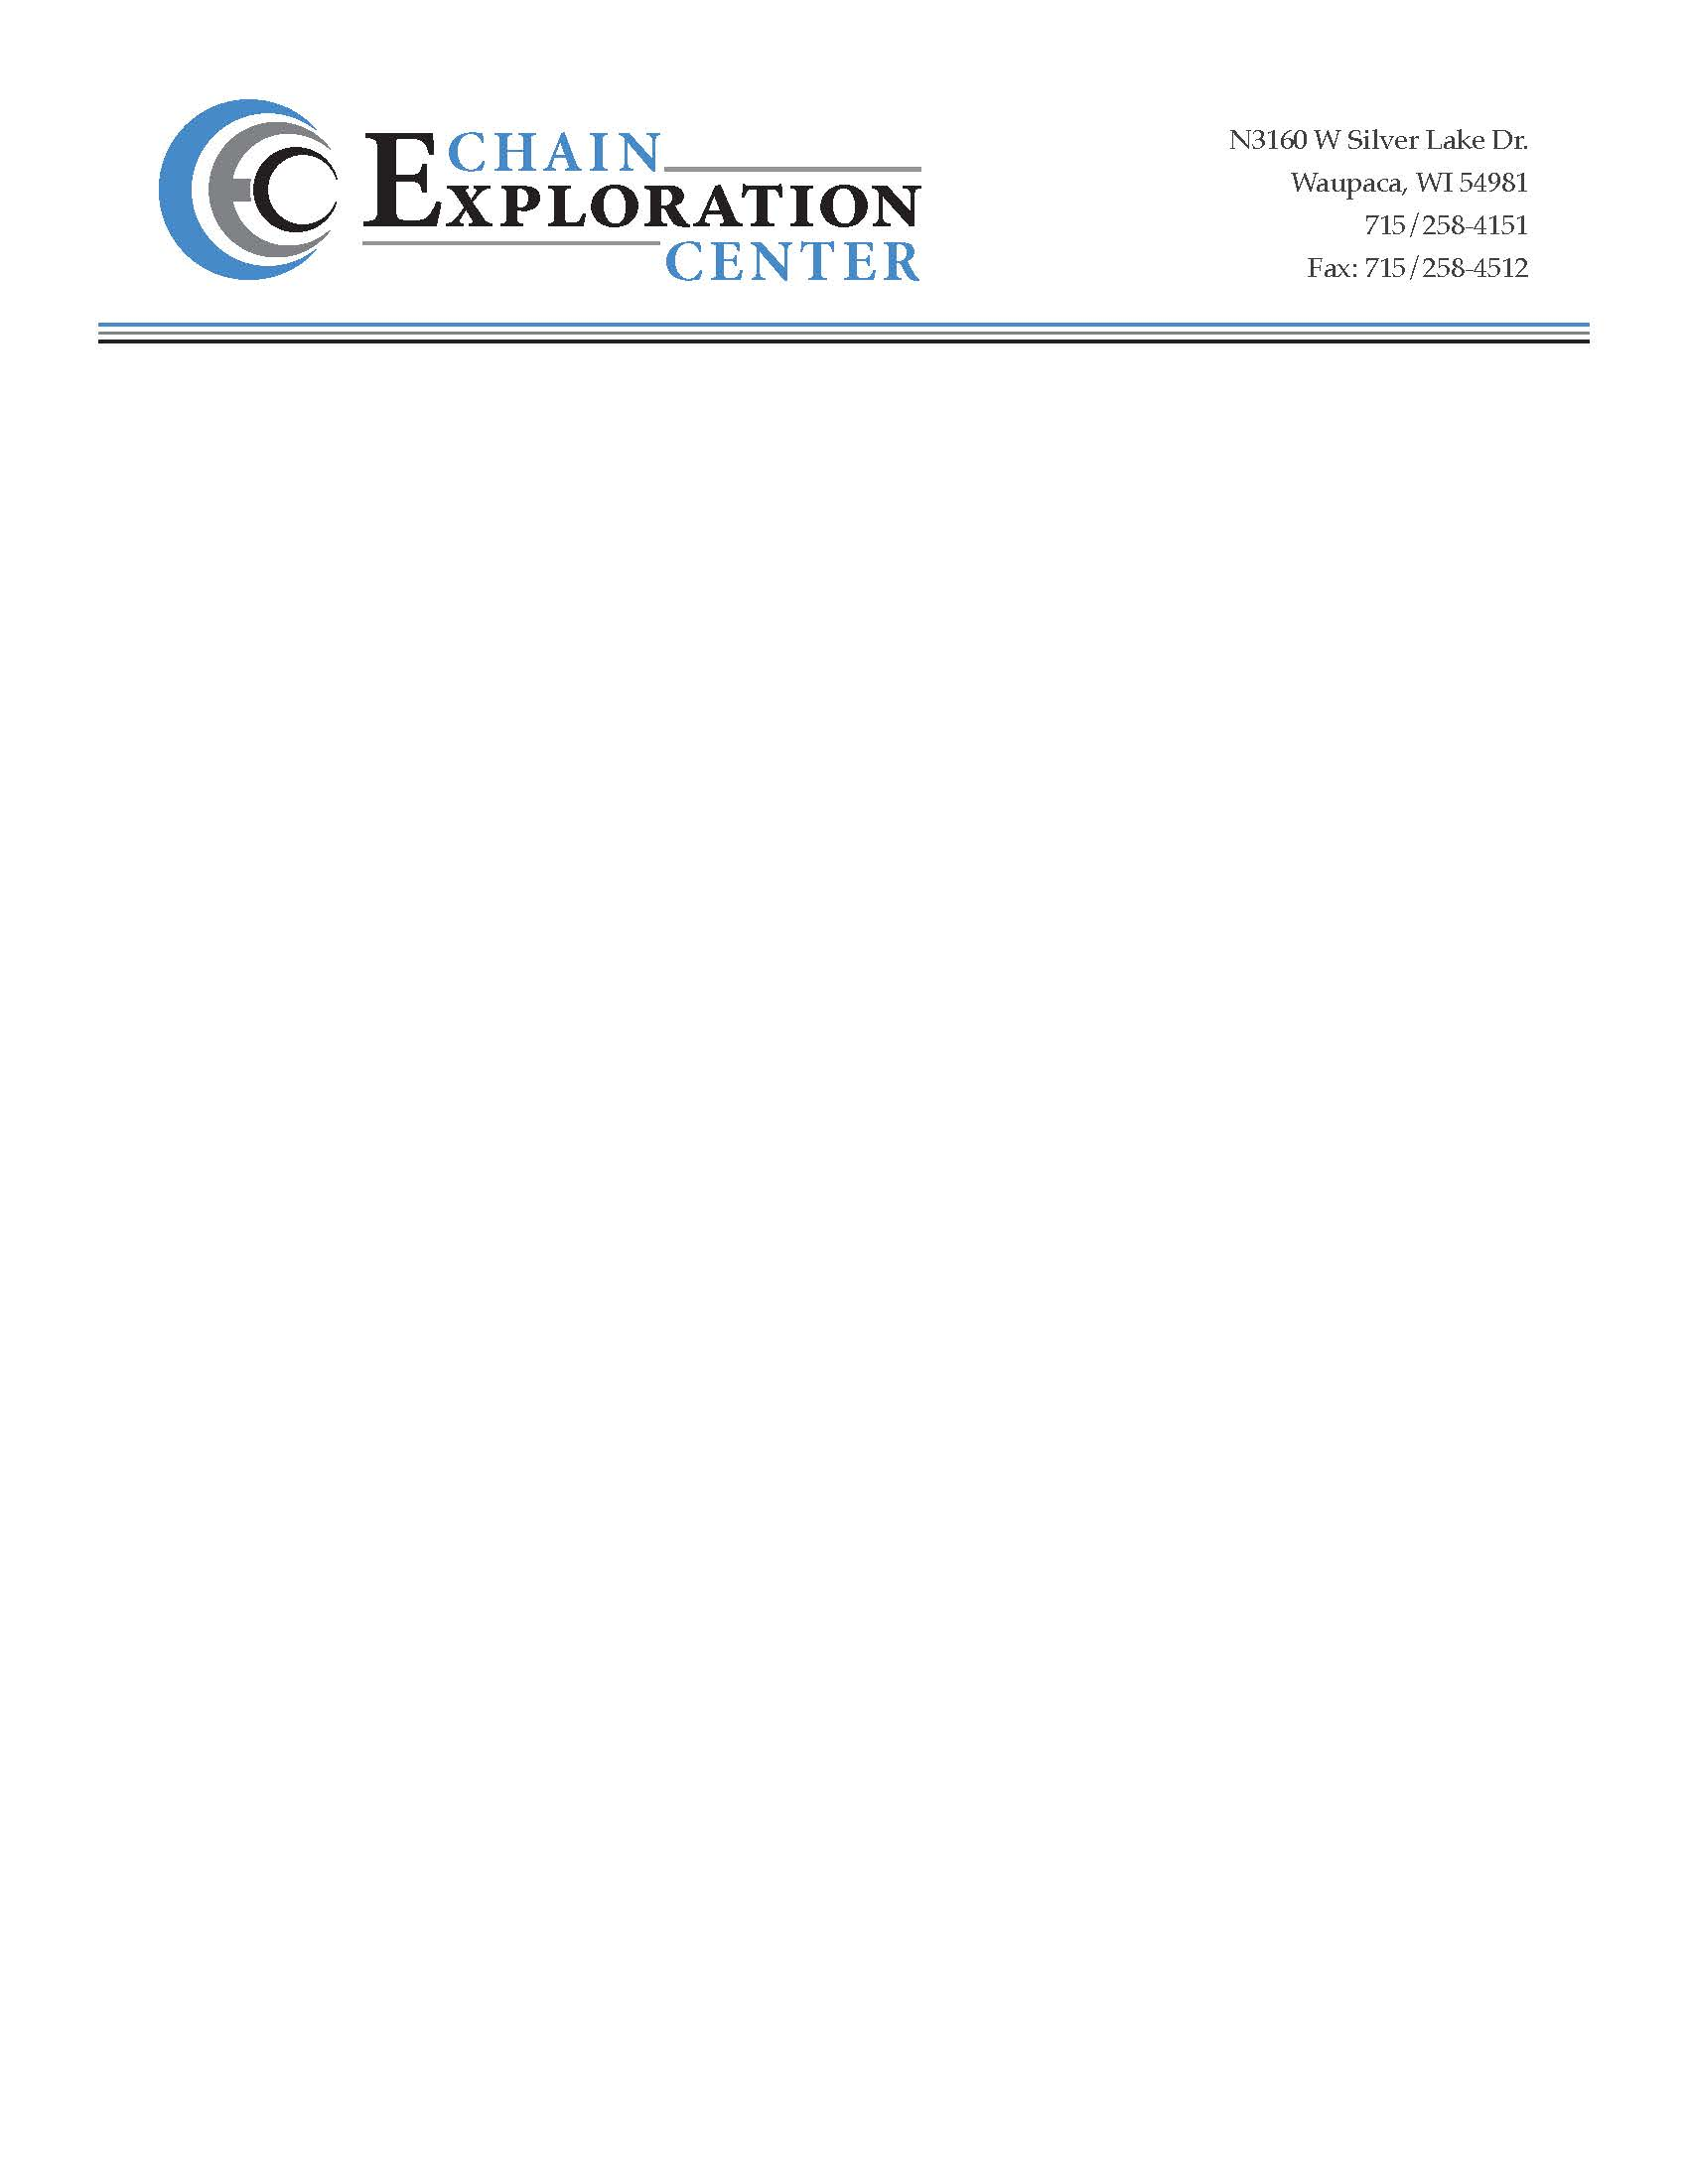 CHAIN
EXPLORATION
CENTER
N3160 W Silver Lake Dr.
Waupaca, WI 54981
715/258-4151
Fax: 715/258-4512